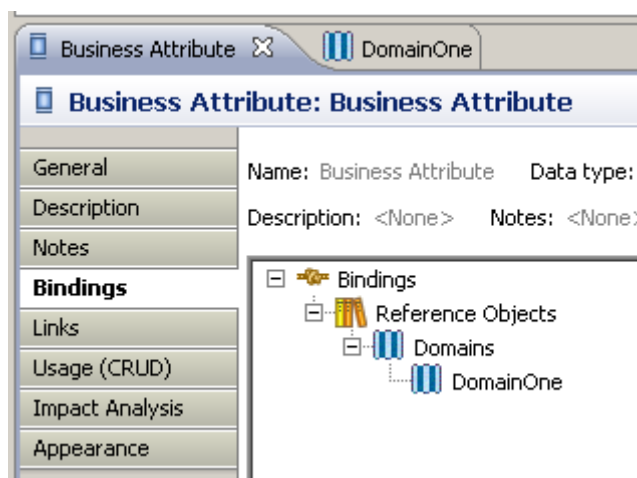 Business Attribute DomainOne
Business Attribute: Business Attribute
General
Description
Notes
Bindings
Links
Usage (CRUD)
Impact Analysis
Appearance
Name: Business Attribute Data type:
Description: <None> Notes: <None>
Bindings
Reference Objects
Domains
DomainOne